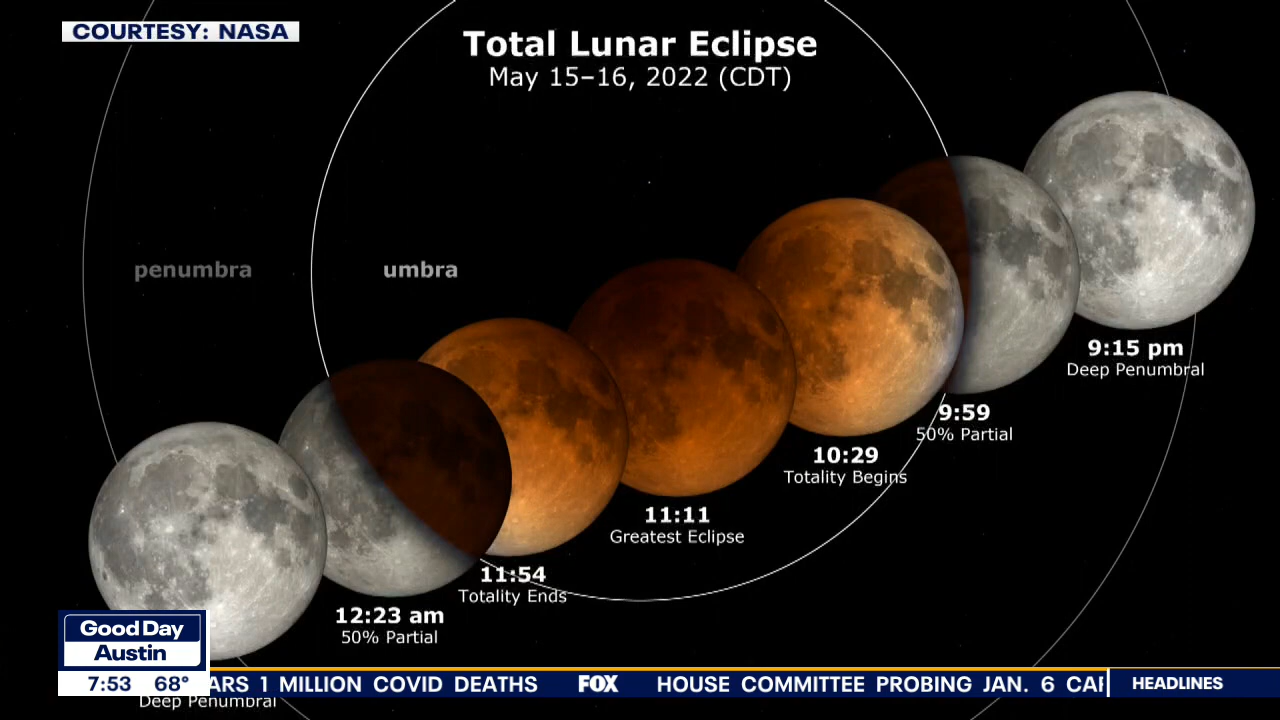 COURTESY: NASA
Total Lunar Eclipse
May 15–16, 2022 (CDT)
penumbra
umbra
9:15 pm
Deep Penumbral
9:59
50% Partial
10:29
Totality Begins
11:11
Greatest Eclipse
11:54
Totality Ends
12:23 am
50% Partial
Deep Penumbral
Good Day
Austin
7:53 68°
ARS 1 MILLION COVID DEATHS FOX HOUSE COMMITTEE PROBING JAN. 6 CAP
HEADLINES